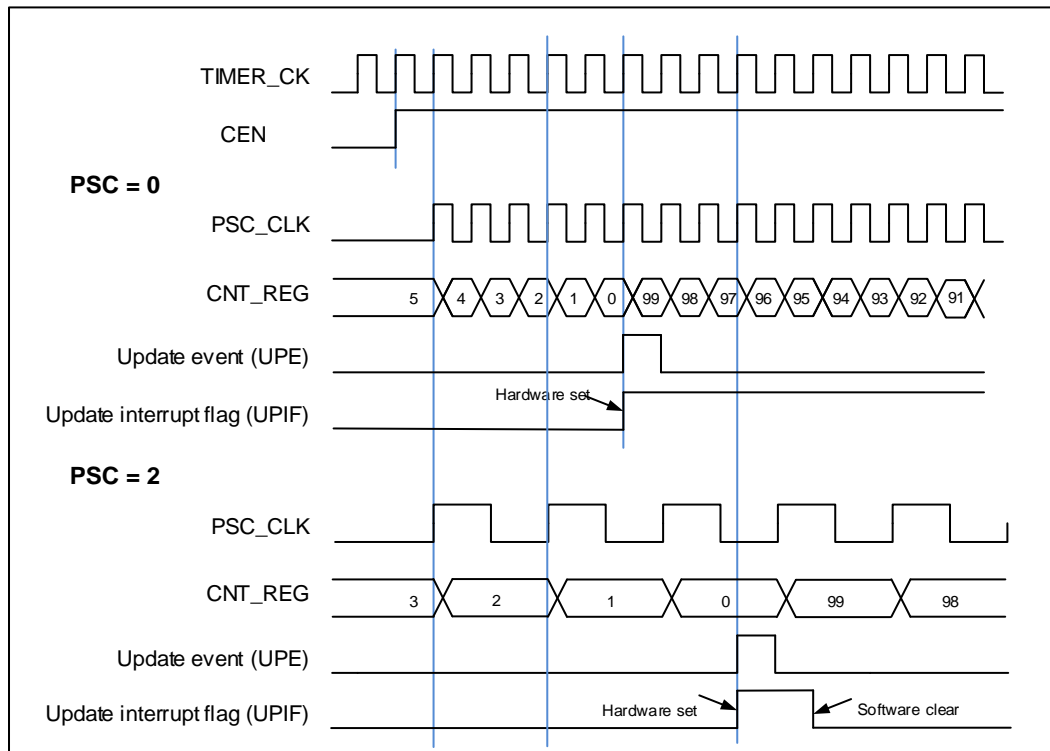 TIMER_CK
CEN
PSC = 0
PSC_CLK
CNT_REG 5 4 3 2 1 0 99 98 97 96 95 94 93 92 91
Update event (UPE)
Hardware set
Update interrupt flag (UPIF)
PSC = 2
PSC_CLK
CNT_REG 3 2 1 0 99 98
Update event (UPE)
Update interrupt flag (UPIF) Hardware set Software clear